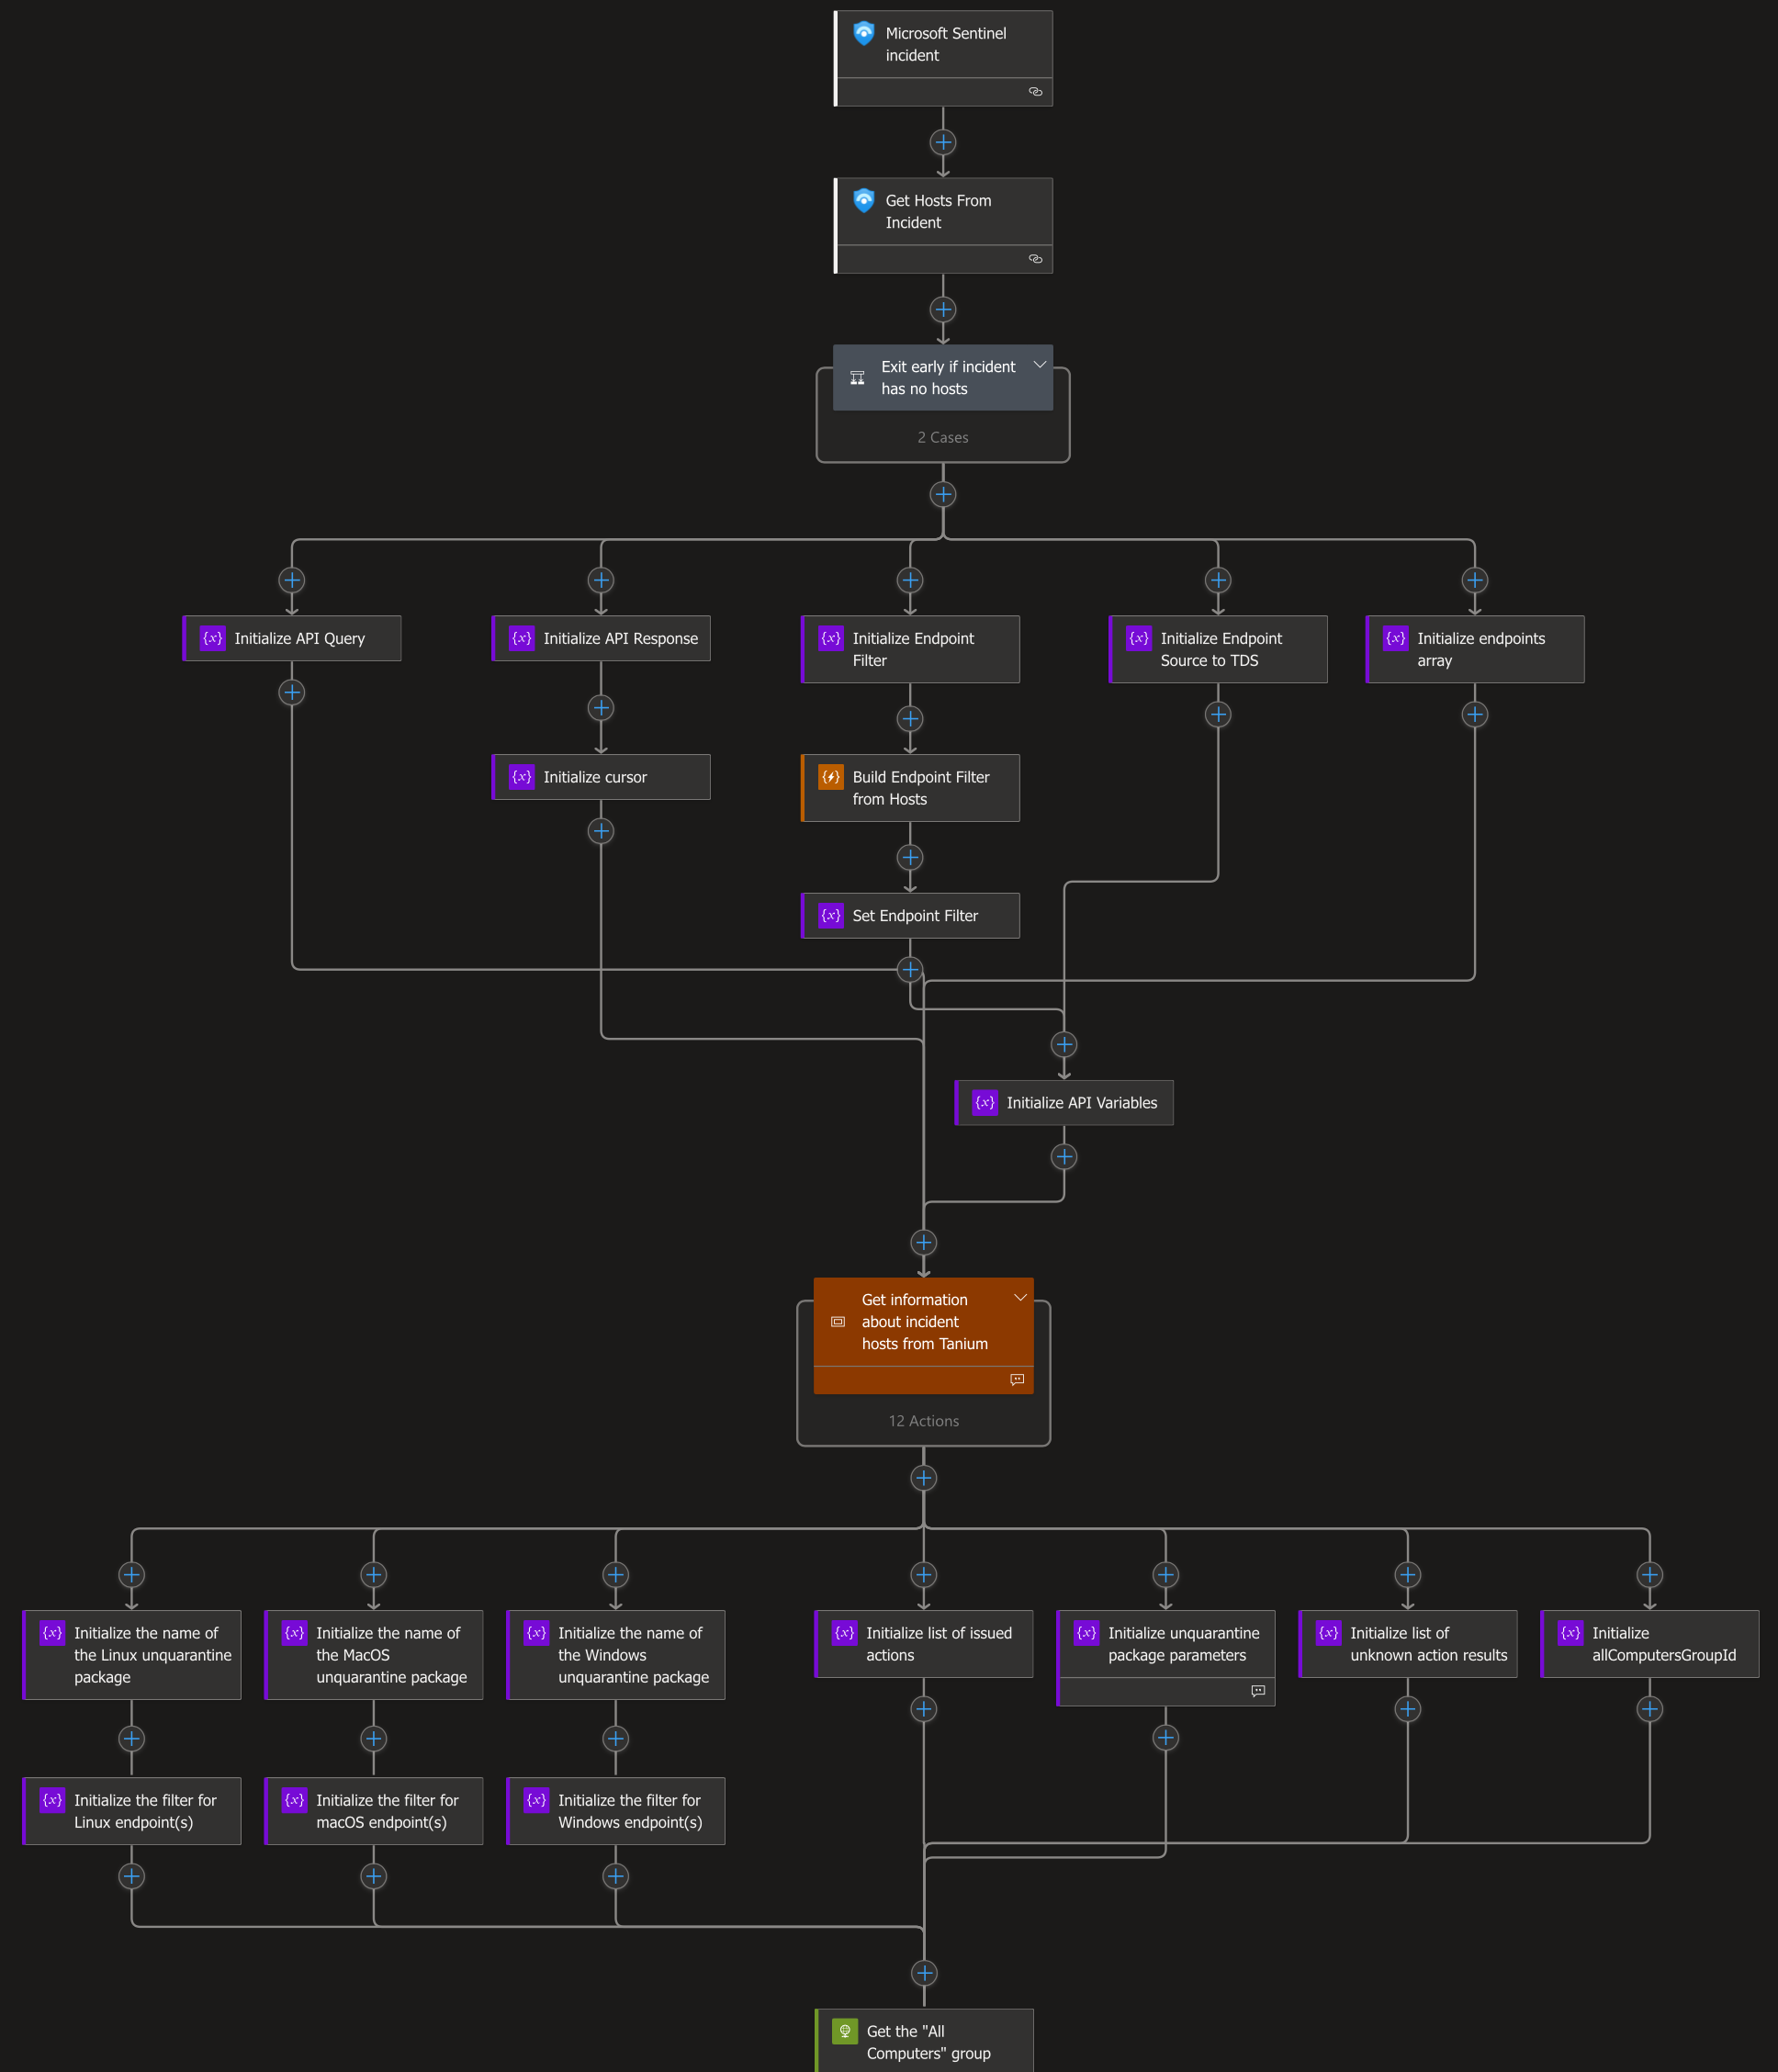 Microsoft Sentinel
incident
Get Hosts From
Incident
Exit early if incident
has no hosts
2 Cases
{x} Initialize API Query
{x} Initialize API Response
{x} Initialize Endpoint
Filter
{x} Initialize Endpoint
Source to TDS
{x} Initialize endpoints
array
{x} Initialize cursor
Build Endpoint Filter
from Hosts
{x} Set Endpoint Filter
{x} Initialize API Variables
Get information
about incident
hosts from Tanium
12 Actions
{x} Initialize the name of
the Linux unquarantine
package
{x} Initialize the name of
the MacOS
unquarantine package
{x} Initialize the name of
the Windows
unquarantine package
{x} Initialize list of issued
actions
{x} Initialize unquarantine
package parameters
{x} Initialize list of
unknown action results
{x} Initialize
allComputersGroupId
{x} Initialize the filter for
Linux endpoint(s)
{x} Initialize the filter for
macOS endpoint(s)
{x} Initialize the filter for
Windows endpoint(s)
Get the "All
Computers" group